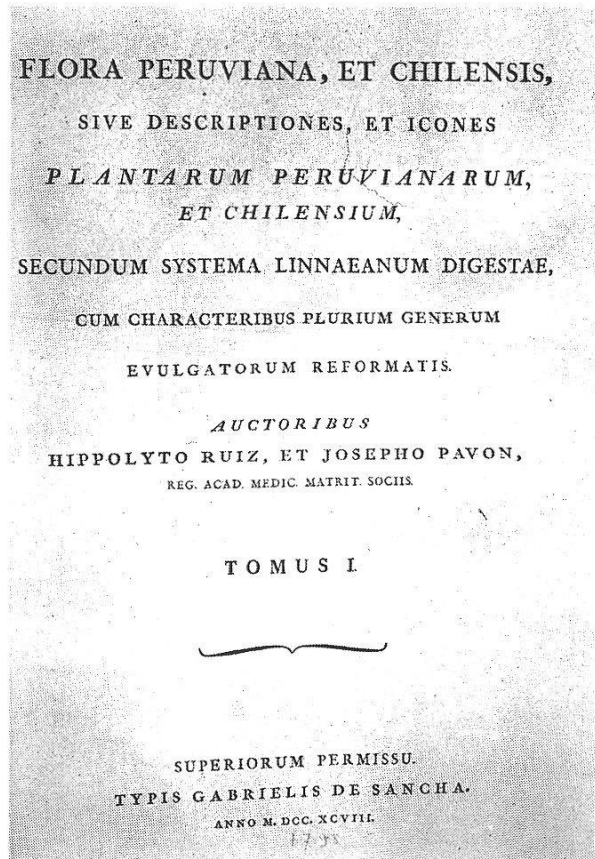 FLORA PERUVIANA, ET CHILENSIS,
SIVE DESCRIPTIONES, ET ICONES
PLANTARUM PERUVIANARUM,
ET CHILENSIUM,
SECUNDUM SYSTEMA LINNAEANUM DIGESTAE,
CUM CHARACTERIBUS PLURIUM GENERUM
EVULGATORUM REFORMATIS.
AUCTORIBUS
HIPPOLYTO RUIZ, ET JOSEPHO PAVON,
REG. ACAD. MEDIC. MATRIT. SOCIIS.
TOMUS I.
SUPERIORUM PERMISSU.
TYPIS GABRIELIS DE SANCHA.
ANNO M. DCC. XCVIII.